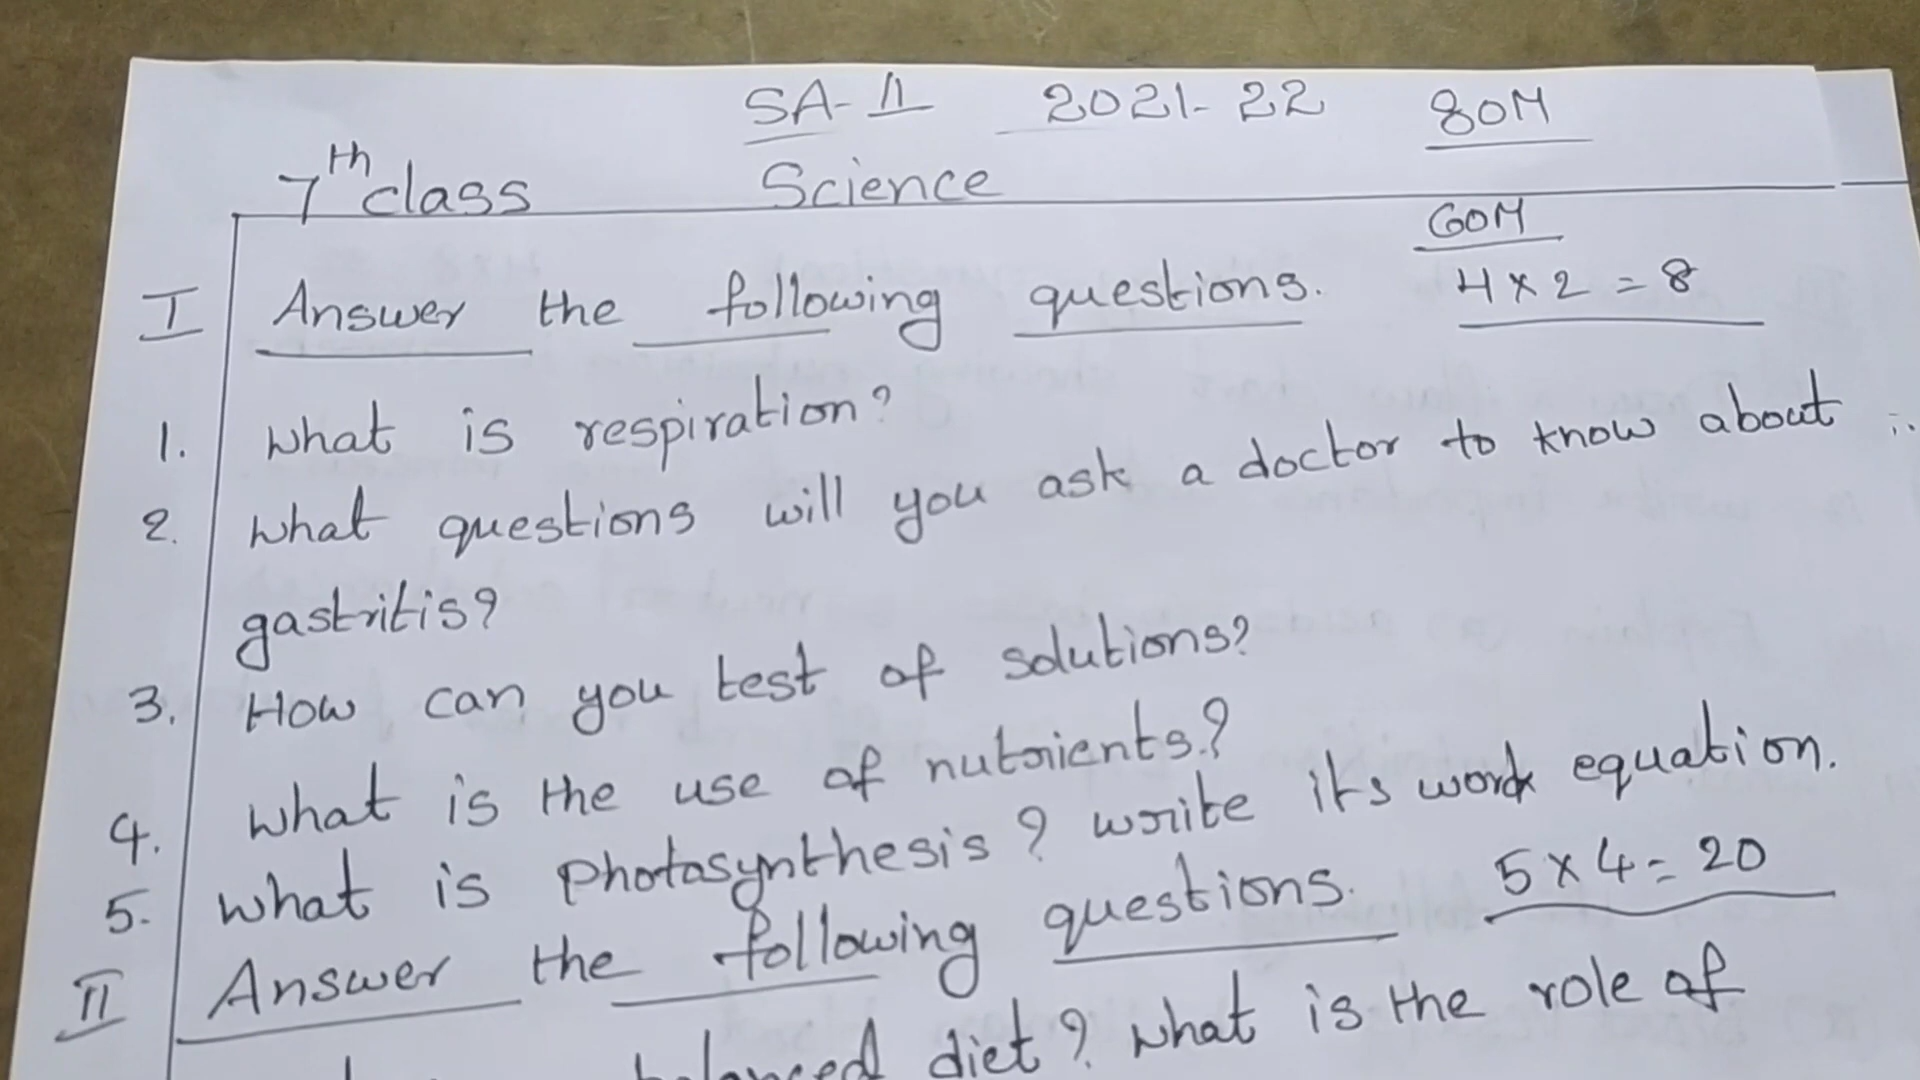 SA-II 2021-22 80M
7th class Science
60M
I Answer the following questions. 4×2=8
1. What is respiration?
2. What questions will you ask a doctor to know about
gastritis?
3. How can you test of solutions?
4. What is the use of nutrients?
5. What is Photosynthesis? write its word equation.
II Answer the following questions. 5×4=20
balanced diet? What is the role of